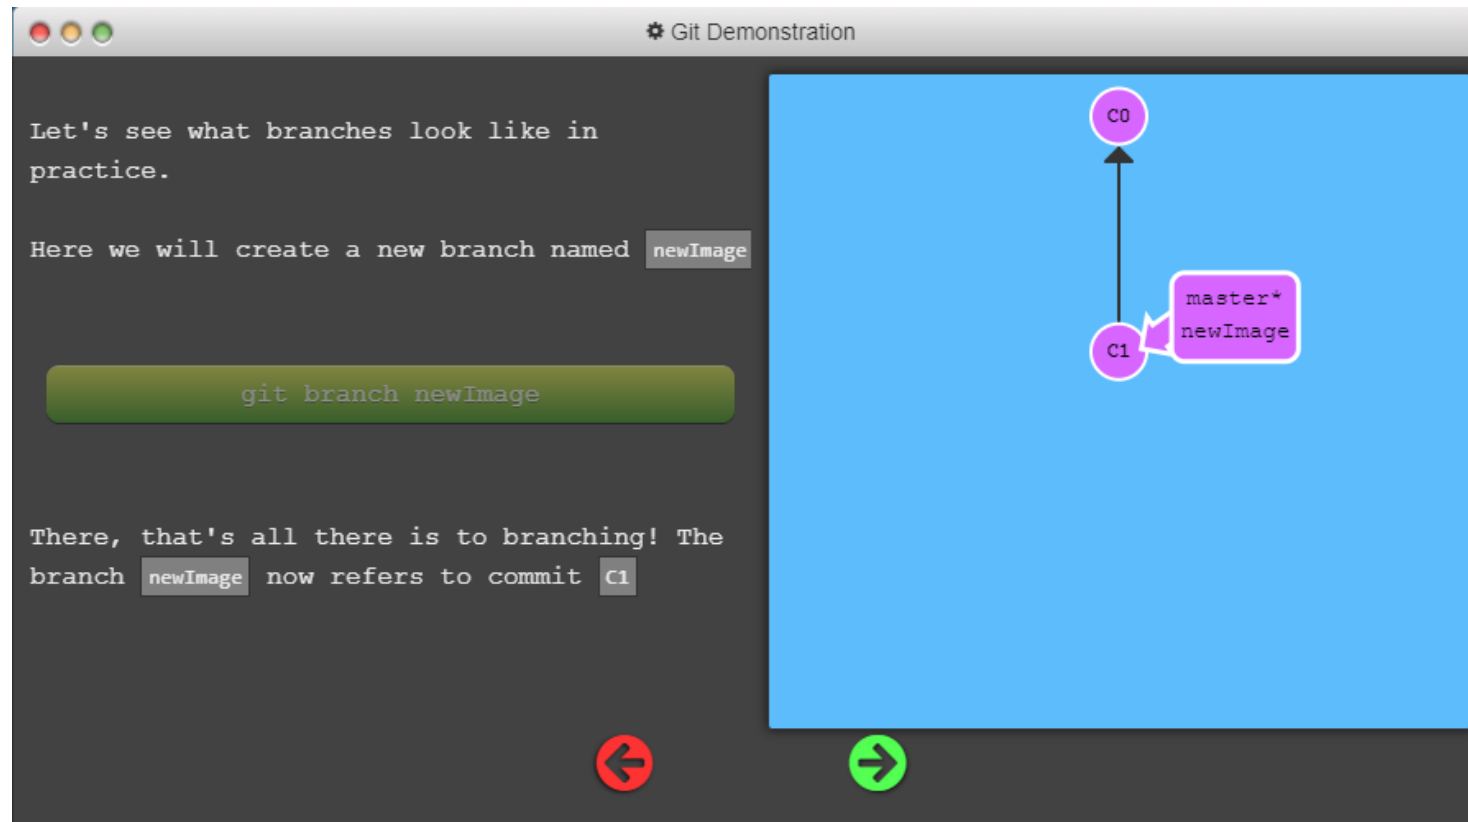 Git Demonstration
Let's see what branches look like in
practice.
Here we will create a new branch named newImage
git branch newImage
There, that's all there is to branching! The
branch newImage now refers to commit C1
C0
master*
newImage
C1